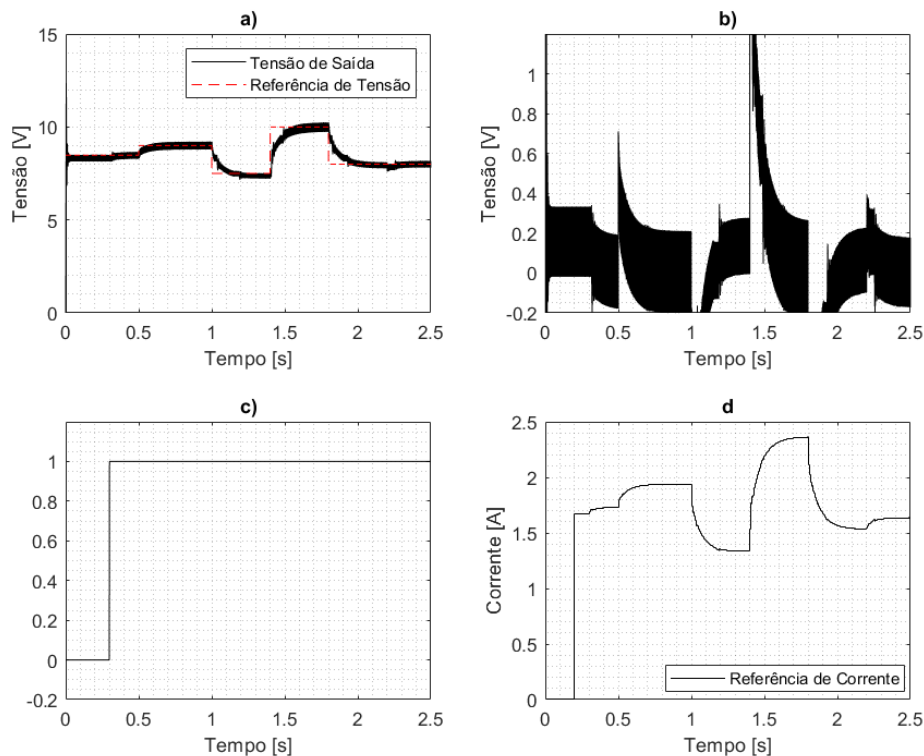 a)
15
10
5
0
Tensão [V]
Tensão de Saída
Referência de Tensão
0 0.5 1 1.5 2 2.5
Tempo [s]
b)
1
0.8
0.6
0.4
0.2
0
-0.2
Tensão [V]
0 0.5 1 1.5 2 2.5
Tempo [s]
c)
1
0.8
0.6
0.4
0.2
0
-0.2
0 0.5 1 1.5 2 2.5
Tempo [s]
d
2.5
2
1.5
1
0.5
0
Corrente [A]
Referência de Corrente
0 0.5 1 1.5 2 2.5
Tempo [s]